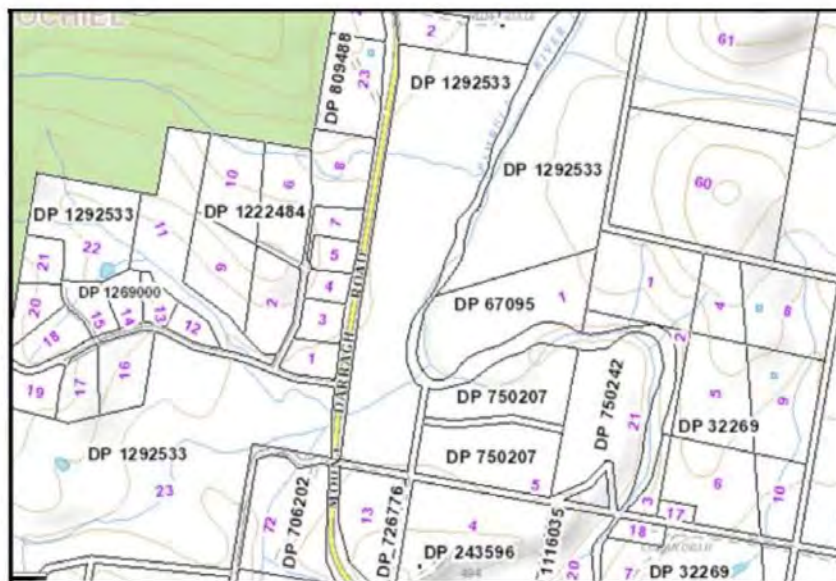 OCHIEL
2
61
DP 809488
23
DP 1292533
RIVER
10
6
8
DP 1292533
60
DP 1292533
DP 1222484
22
11
7
5
21
9
2
4
1
4
8
DP 1269000
DP 67095
1
20
15
14
13
12
3
2
18
1
DARRAGH ROAD
19
17
16
DP 750207
DP 750242
21
5
9
DP 32269
DP 1292533
DP 750207
23
5
6
10
72
DP 706202
13
DP 726776
4
3
17
18
DP 243596
494
1116035
20
7
DP 32269